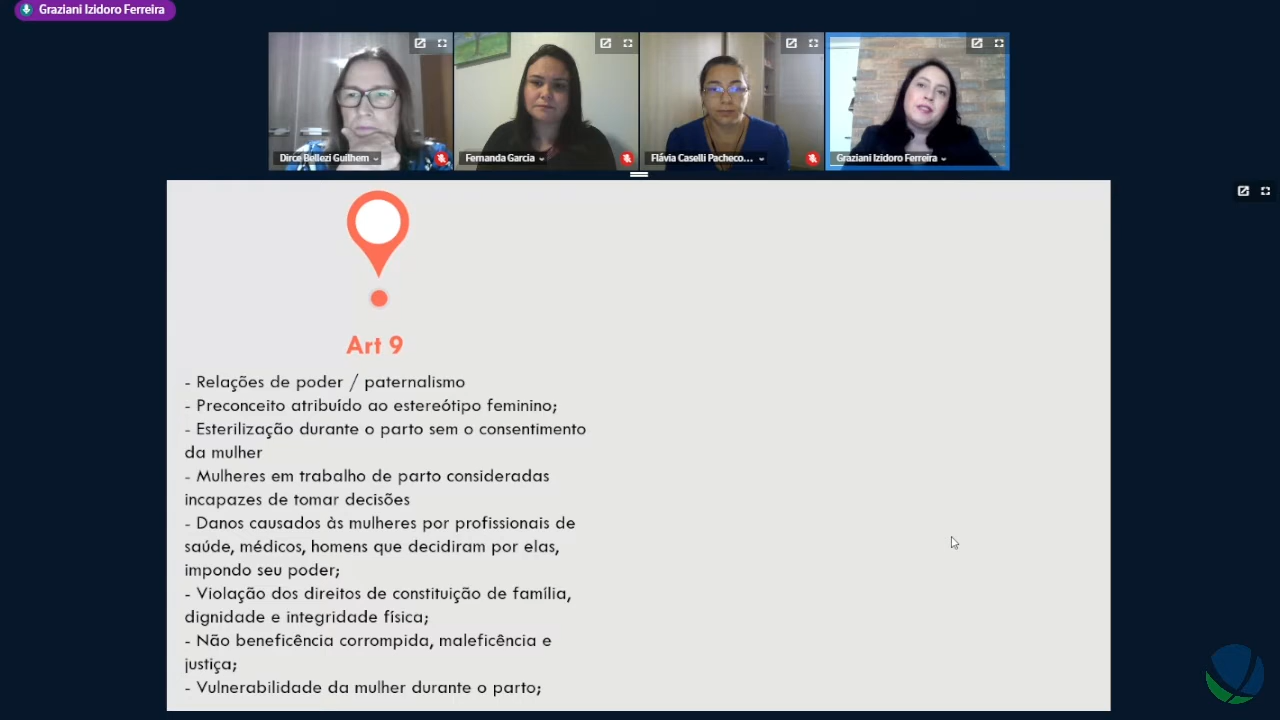 Graziani Izidoro Ferreira
Dirce Bellezi Guilhem
Fernanda Garcia
Flávia Caselli Pacheco...
Graziani Izidoro Ferreira
Art 9
- Relações de poder / paternalismo
- Preconceito atribuído ao estereótipo feminino;
- Esterilização durante o parto sem o consentimento
da mulher
- Mulheres em trabalho de parto consideradas
incapazes de tomar decisões
- Danos causados às mulheres por profissionais de
saúde, médicos, homens que decidiram por elas,
impondo seu poder;
- Violação dos direitos de constituição de família,
dignidade e integridade física;
- Não beneficência corrompida, maleficência e
justiça;
- Vulnerabilidade da mulher durante o parto;